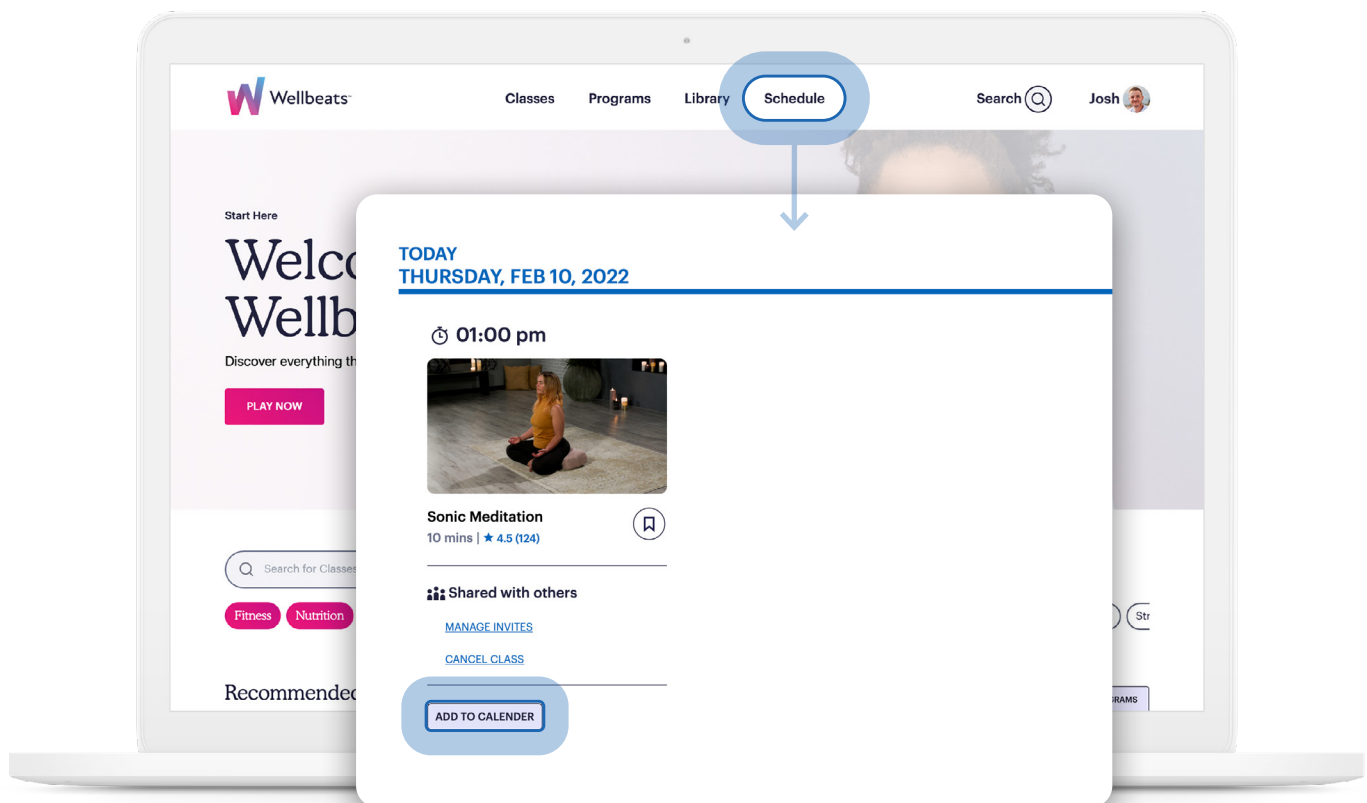 Wellbeats™
Classes
Programs
Library
Schedule
Search
Josh
Start Here
Welco
Wellb
Discover everything th
PLAY NOW
TODAY
THURSDAY, FEB 10, 2022
01:00 pm
Sonic Meditation
10 mins | ★ 4.5 (124)
Shared with others
MANAGE INVITES
CANCEL CLASS
ADD TO CALENDER
Search for Classes
Fitness
Nutrition
Str
Recommended
GRAMS